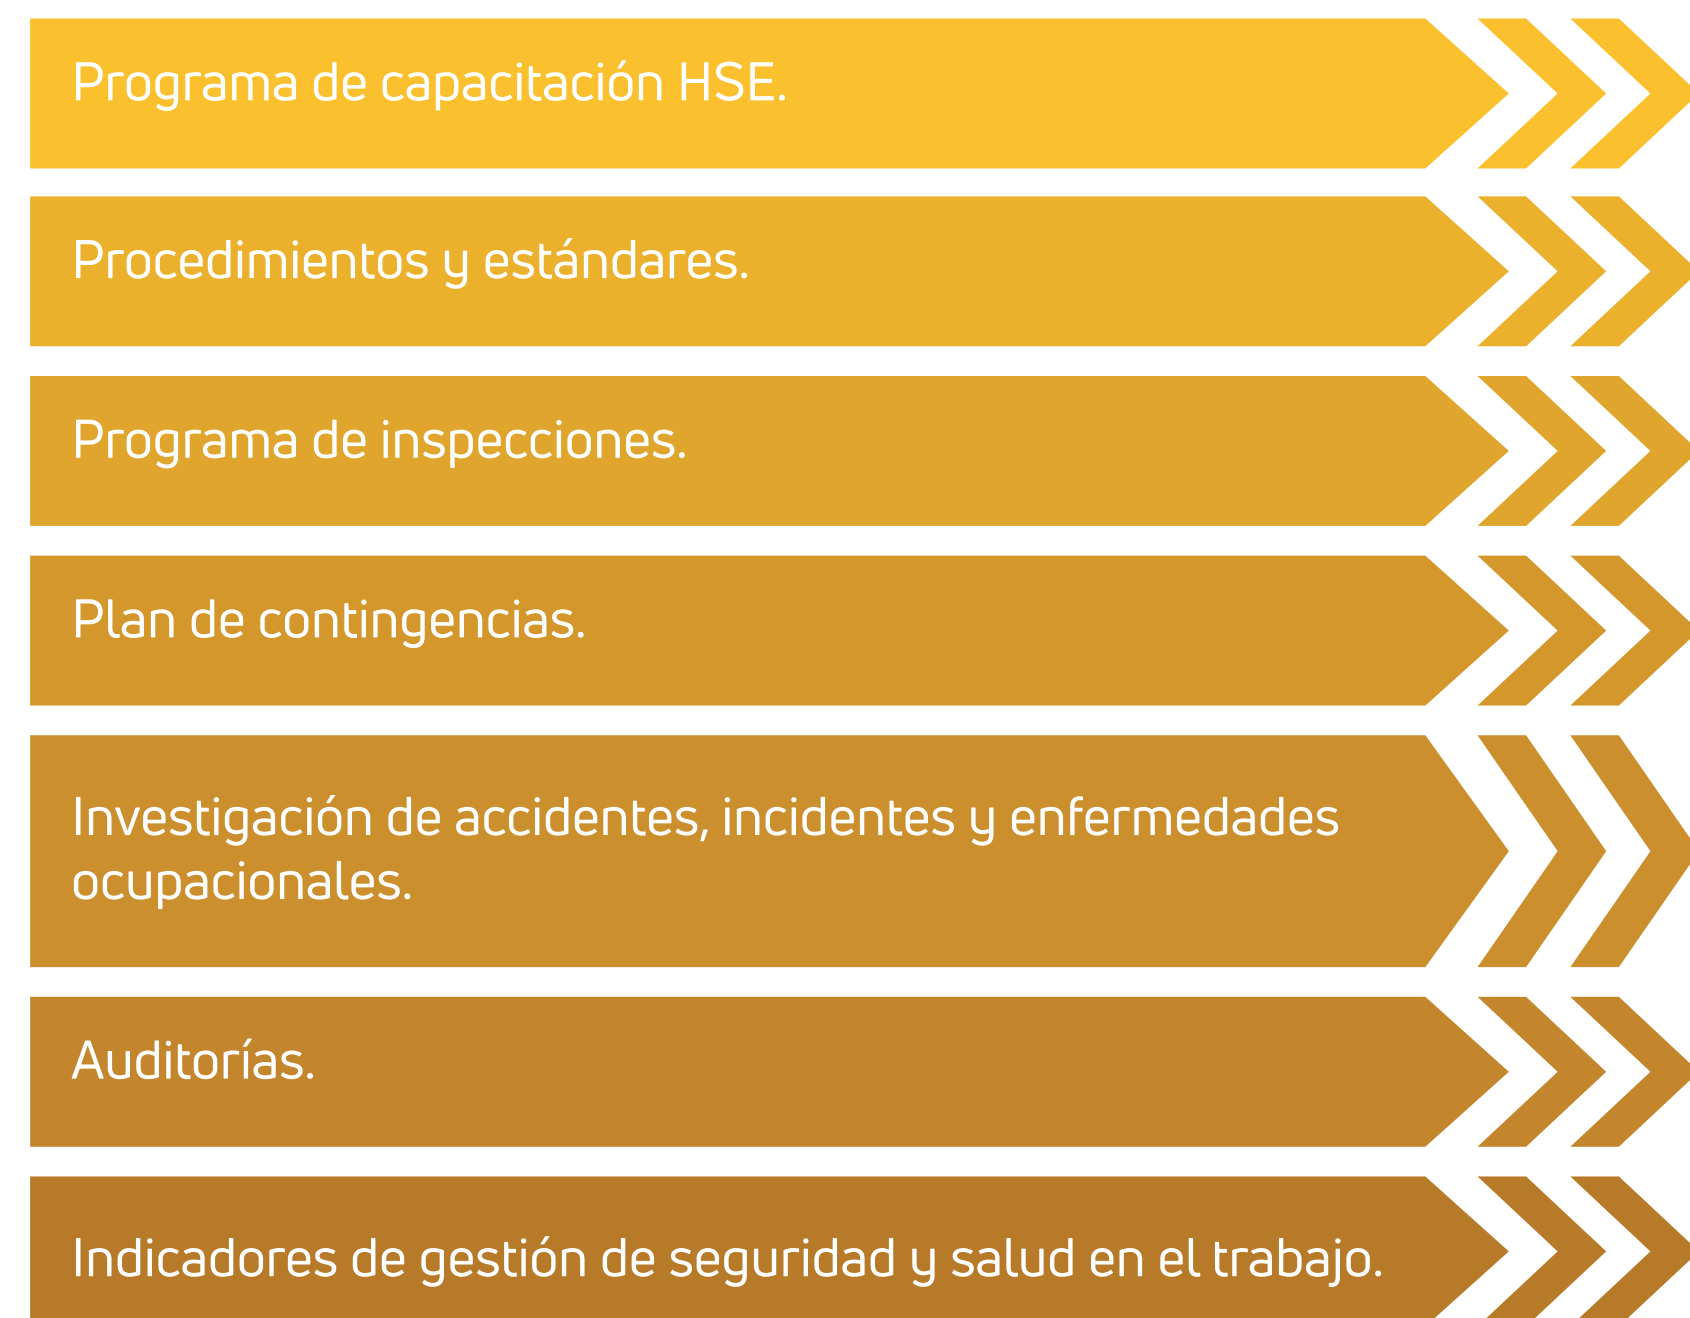 Programa de capacitación HSE.
Procedimientos y estándares.
Programa de inspecciones.
Plan de contingencias.
Investigación de accidentes, incidentes y enfermedades
ocupacionales.
Auditorías.
Indicadores de gestión de seguridad y salud en el trabajo.